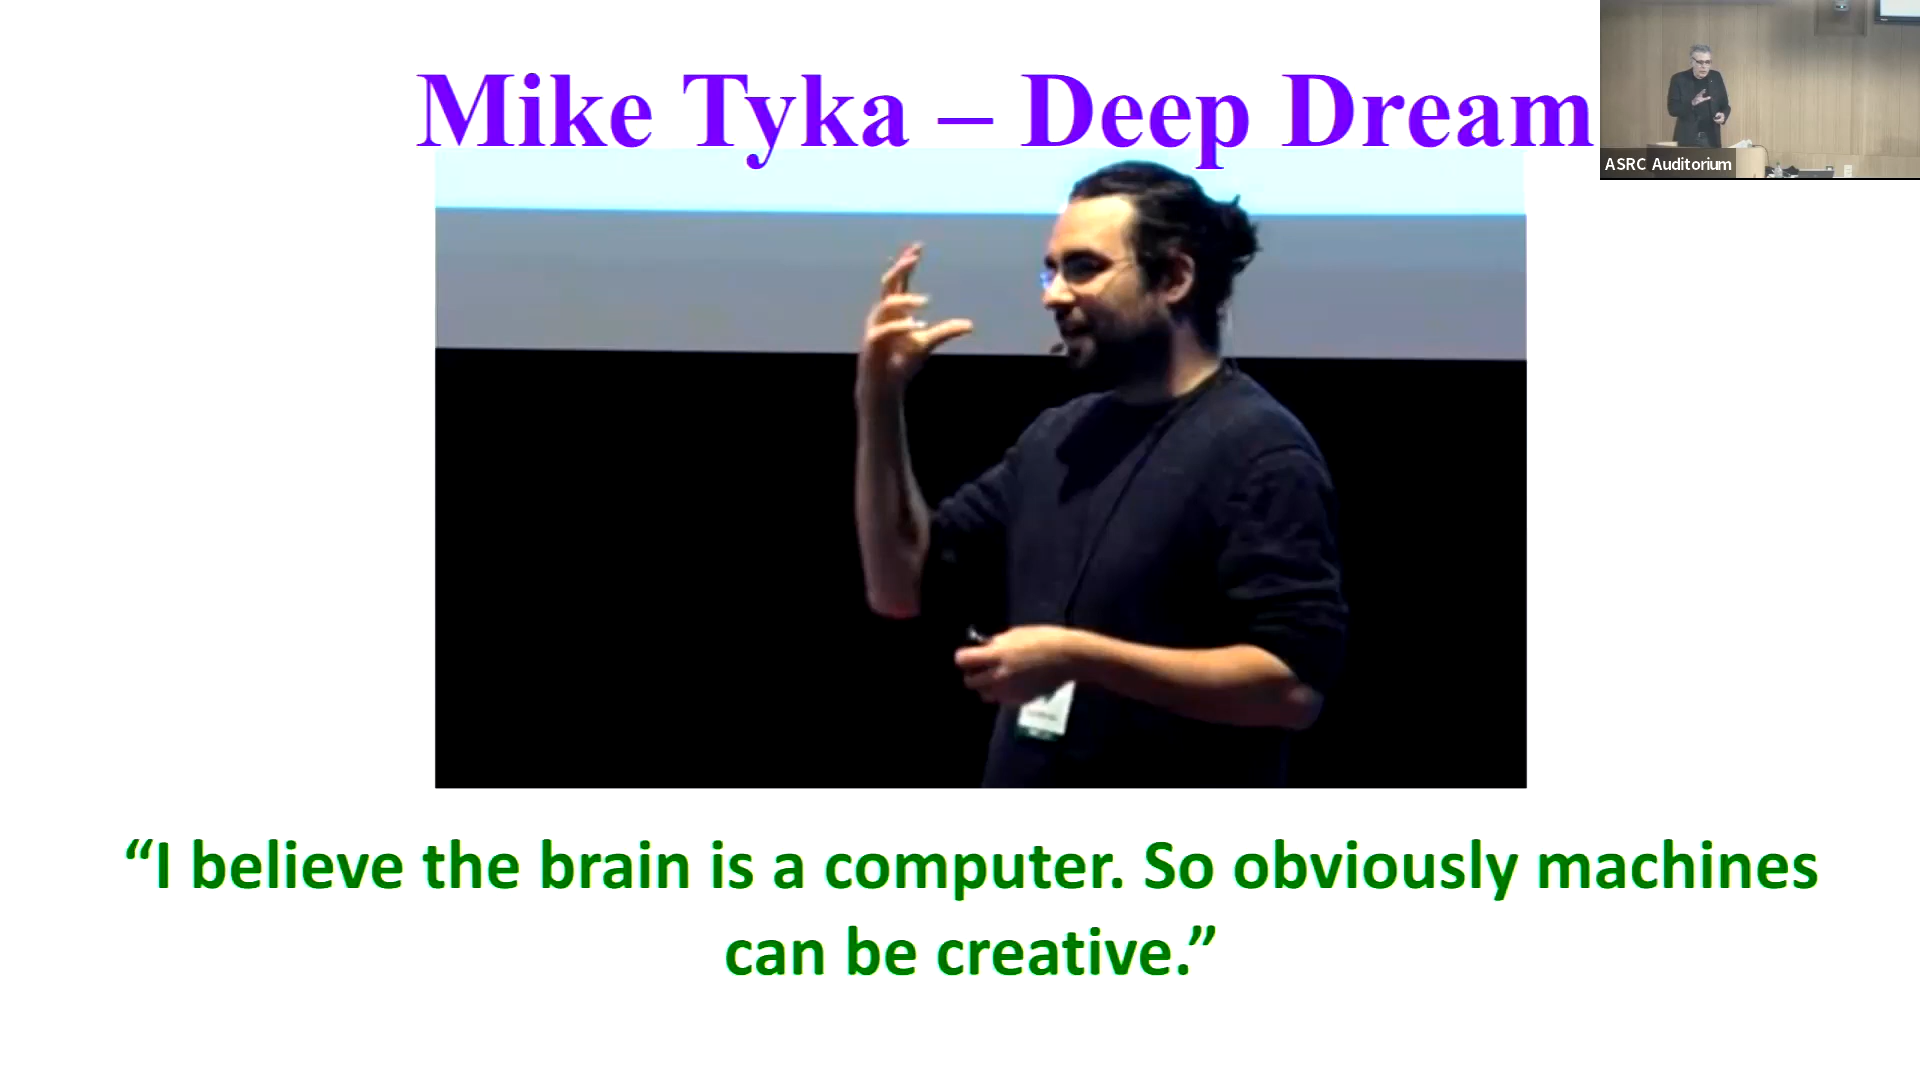 Mike Tyka – Deep Dream
ASRC Auditorium
“I believe the brain is a computer. So obviously machines
can be creative.”